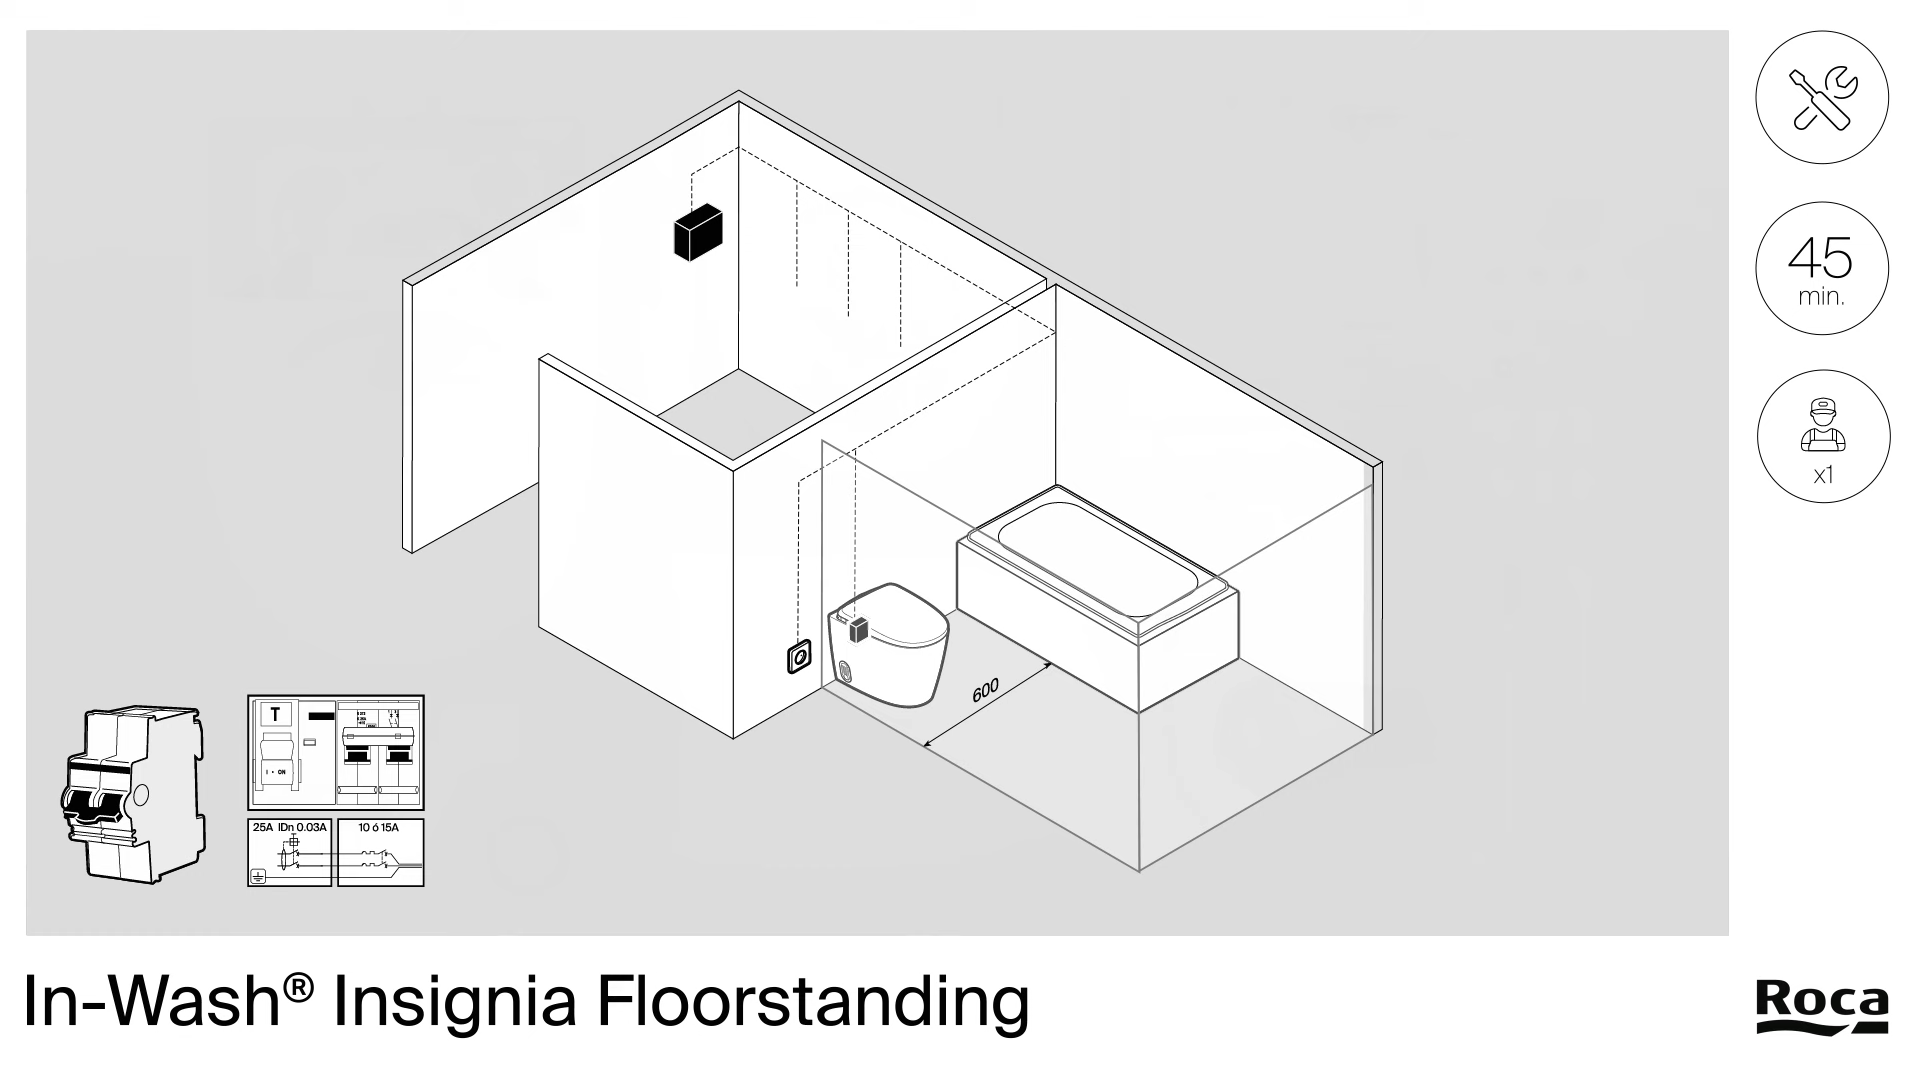 45
min.
x1
600
T
I • ON
25A IDn 0.03A
10 ó 15A
In-Wash® Insignia Floorstanding
Roca